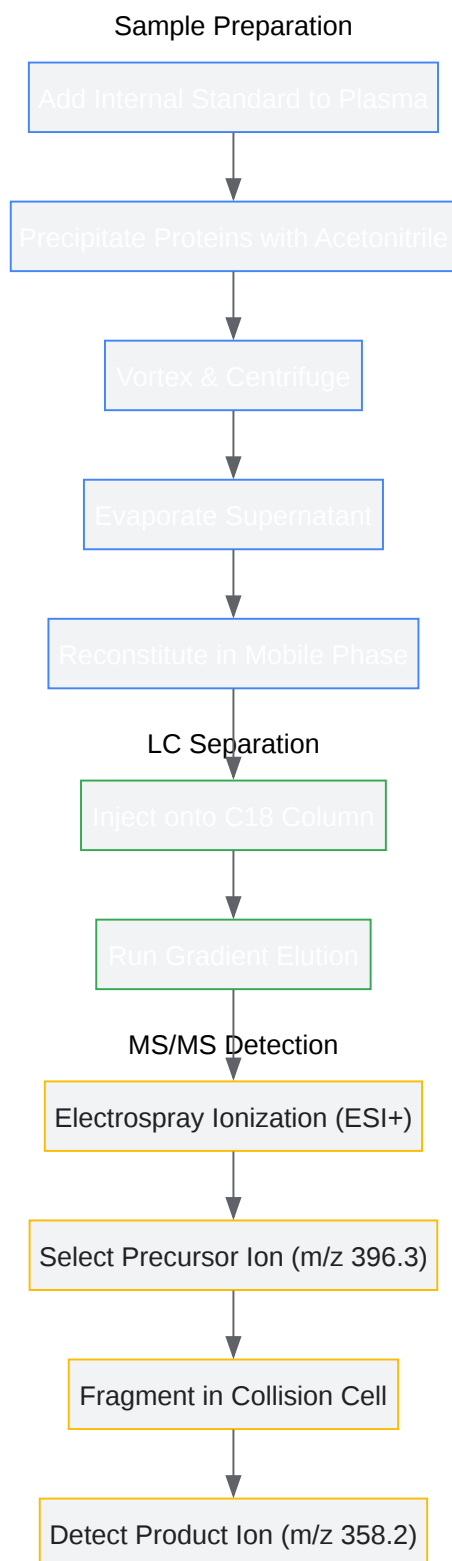 Sample Preparation
Add Internal Standard to Plasma
Precipitate Proteins with Acetonitrile
Vortex & Centrifuge
Evaporate Supernatant
Reconstitute in Mobile Phase
LC Separation
Inject onto C18 Column
Run Gradient Elution
MS/MS Detection
Electrospray Ionization (ESI+)
Select Precursor Ion (m/z 396.3)
Fragment in Collision Cell
Detect Product Ion (m/z 358.2)